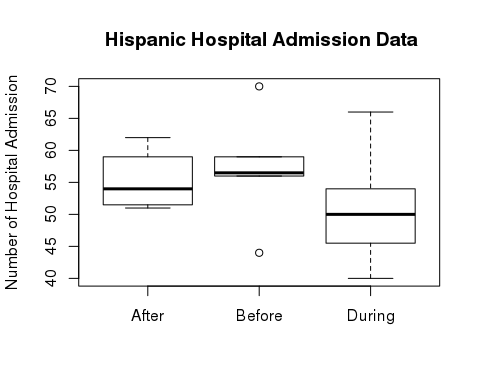 Hispanic Hospital Admission Data
Number of Hospital Admission
70
65
60
55
50
45
40
After
Before
During